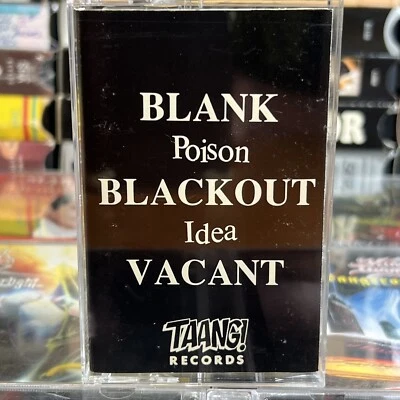 BLANK
Poison
BLACKOUT
Idea
VACANT
TAANG!
RECORDS